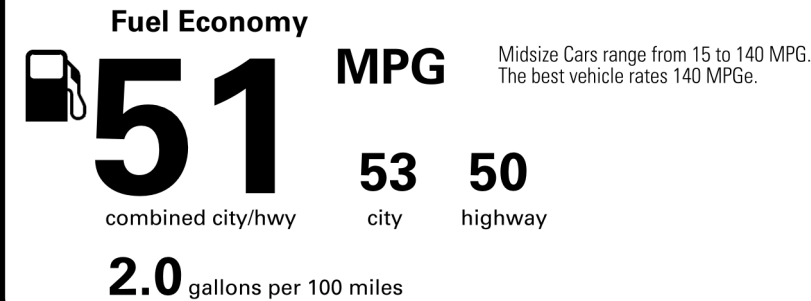 Fuel Economy
51 MPG
Midsize Cars range from 15 to 140 MPG.
The best vehicle rates 140 MPGe.
53 50
combined city/hwy city highway
2.0 gallons per 100 miles